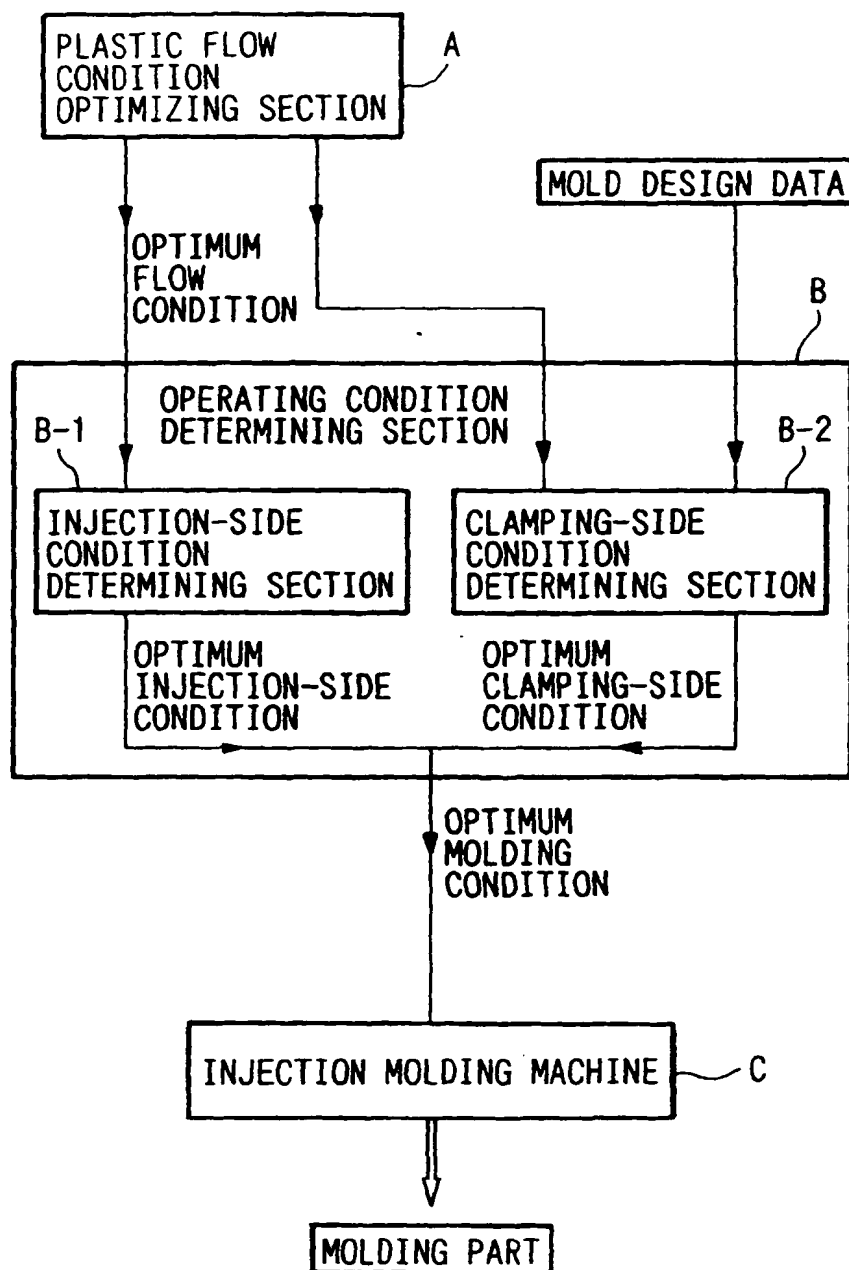 PLASTIC FLOW
CONDITION
OPTIMIZING SECTION
A
MOLD DESIGN DATA
OPTIMUM
FLOW
CONDITION
B
OPERATING CONDITION
DETERMINING SECTION
B-1
B-2
INJECTION-SIDE
CONDITION
DETERMINING SECTION
CLAMPING-SIDE
CONDITION
DETERMINING SECTION
OPTIMUM
INJECTION-SIDE
CONDITION
OPTIMUM
CLAMPING-SIDE
CONDITION
OPTIMUM
MOLDING
CONDITION
INJECTION MOLDING MACHINE
C
MOLDING PART